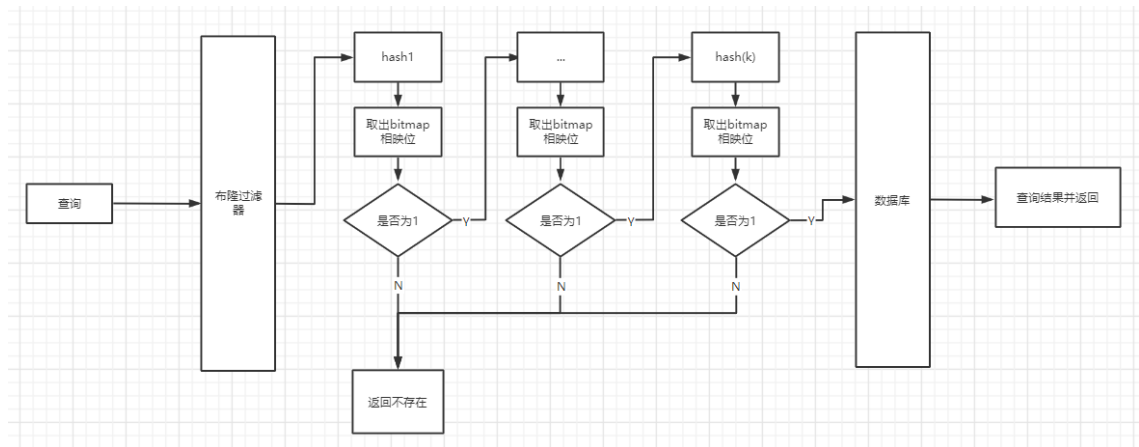 查询
布隆过滤
器
hash1
取出bitmap
相映位
是否为1
Y
N
...
取出bitmap
相映位
是否为1
Y
N
hash(k)
取出bitmap
相映位
是否为1
Y
N
返回不存在
数据库
查询结果并返回